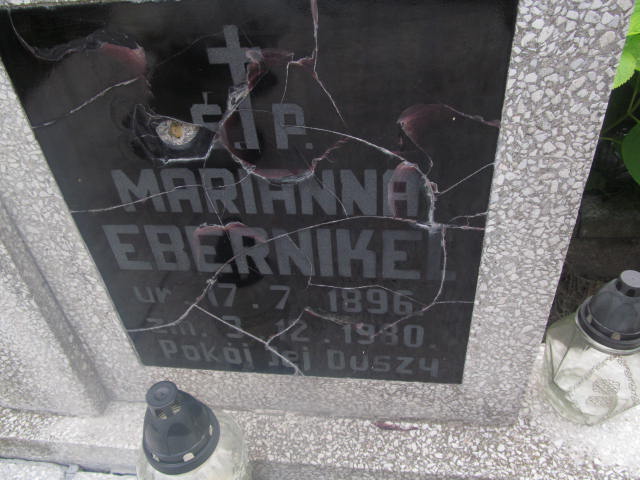 Ś.†P.
MARIANNA
EBERNIKEL
ur. 17.7.1896
zm. 3.12.1980.
Pokój Jej Duszy